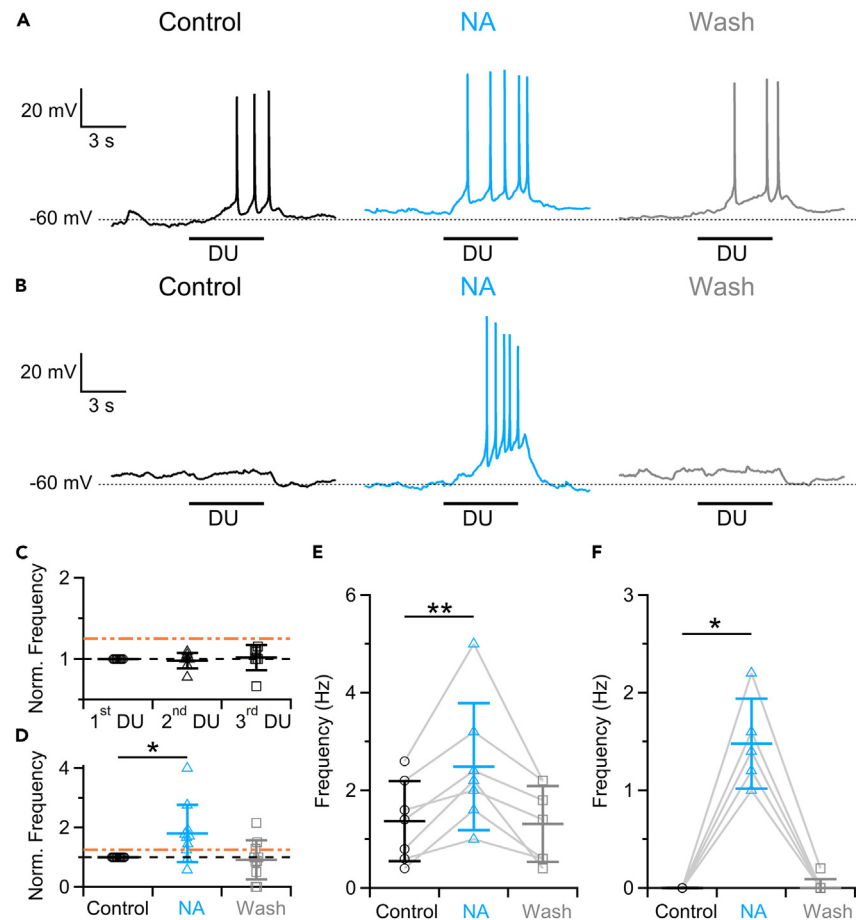 A
Control NA Wash
20 mV
3 s
-60 mV
DU DU DU
B
Control NA Wash
20 mV
3 s
-60 mV
DU DU DU
C
Norm. Frequency
2
1
1st DU 2nd DU 3rd DU
D
Norm. Frequency
4
2
0
*
Control NA Wash
E
Frequency (Hz)
6
4
2
0
**
Control NA Wash
F
Frequency (Hz)
3
2
1
0
*
Control NA Wash